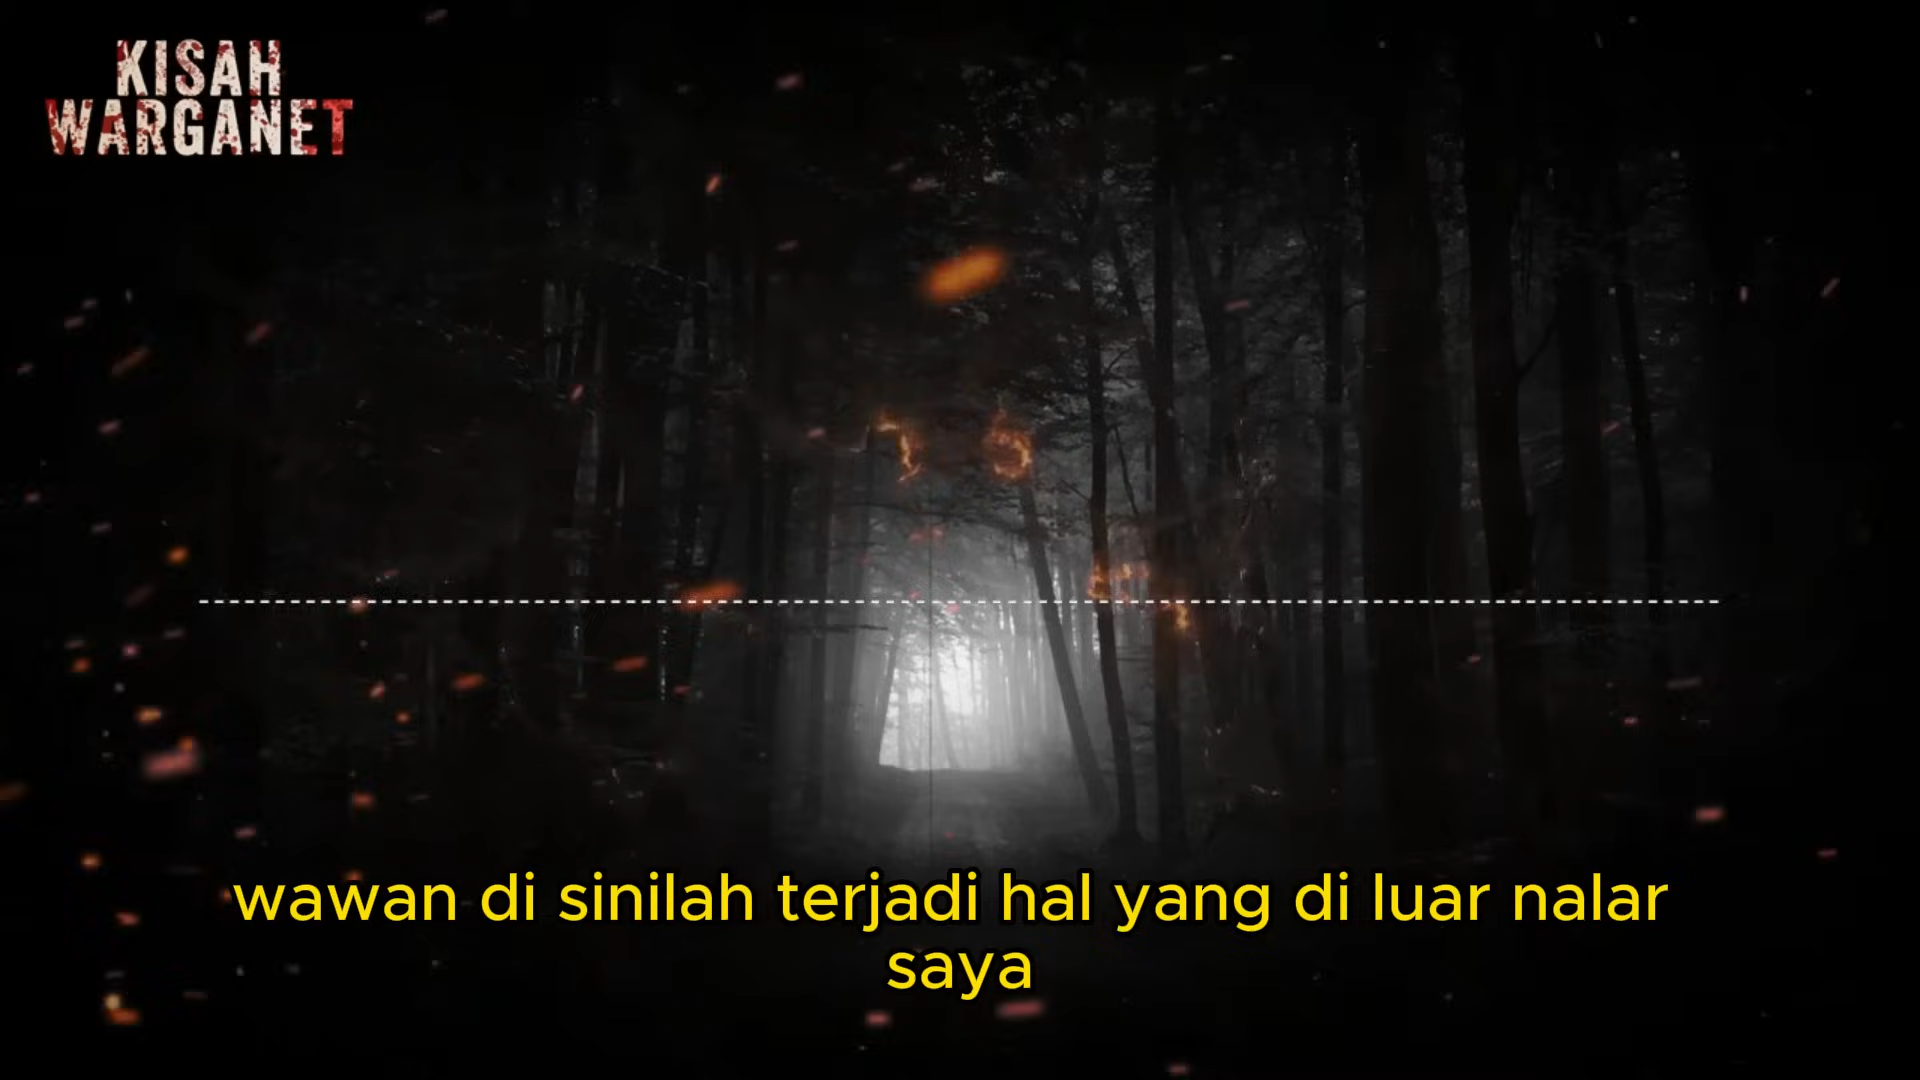 KISAH
WARGANET
wawan di sinilah terjadi hal yang di luar nalar
saya